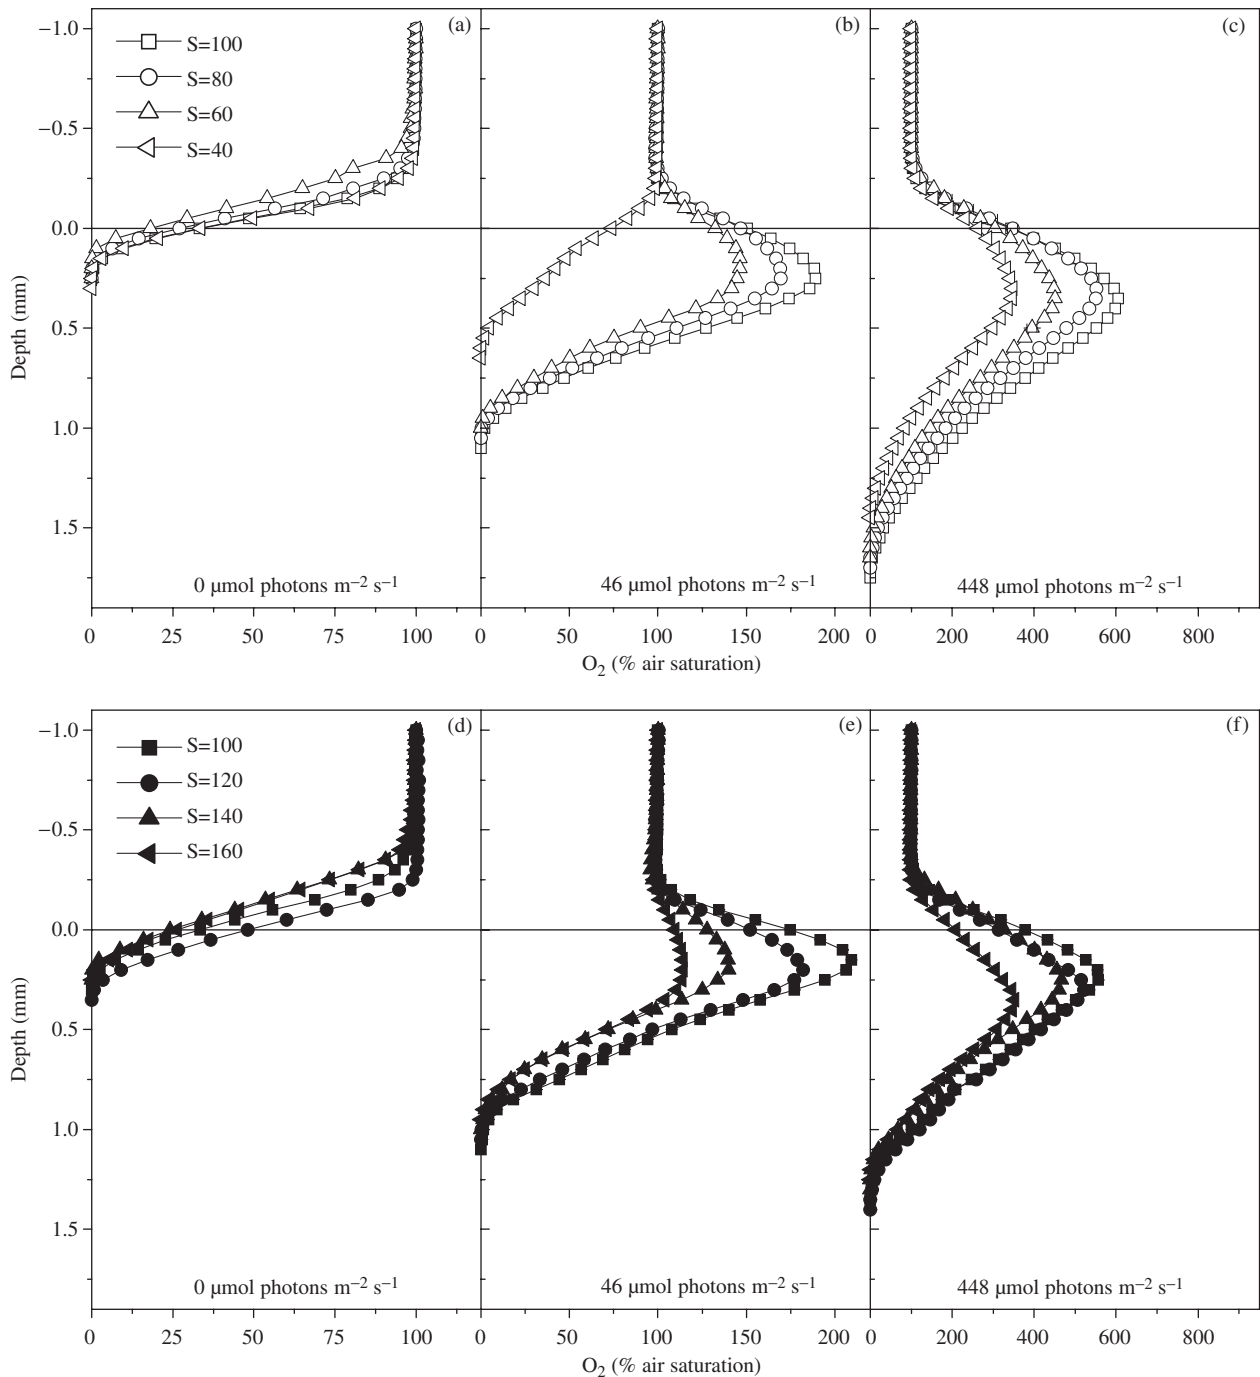 (a)
(b)
(c)
S=100
S=80
S=60
S=40
−1.0
−0.5
0.0
0.5
1.0
1.5
Depth (mm)
0 µmol photons m−2 s−1
46 µmol photons m−2 s−1
448 µmol photons m−2 s−1
0 25 50 75 100 0 50 100 150 200 0 200 400 600 800
O2 (% air saturation)
(d)
(e)
(f)
S=100
S=120
S=140
S=160
−1.0
−0.5
0.0
0.5
1.0
1.5
Depth (mm)
0 µmol photons m−2 s−1
46 µmol photons m−2 s−1
448 µmol photons m−2 s−1
0 25 50 75 100 0 50 100 150 200 0 200 400 600 800
O2 (% air saturation)